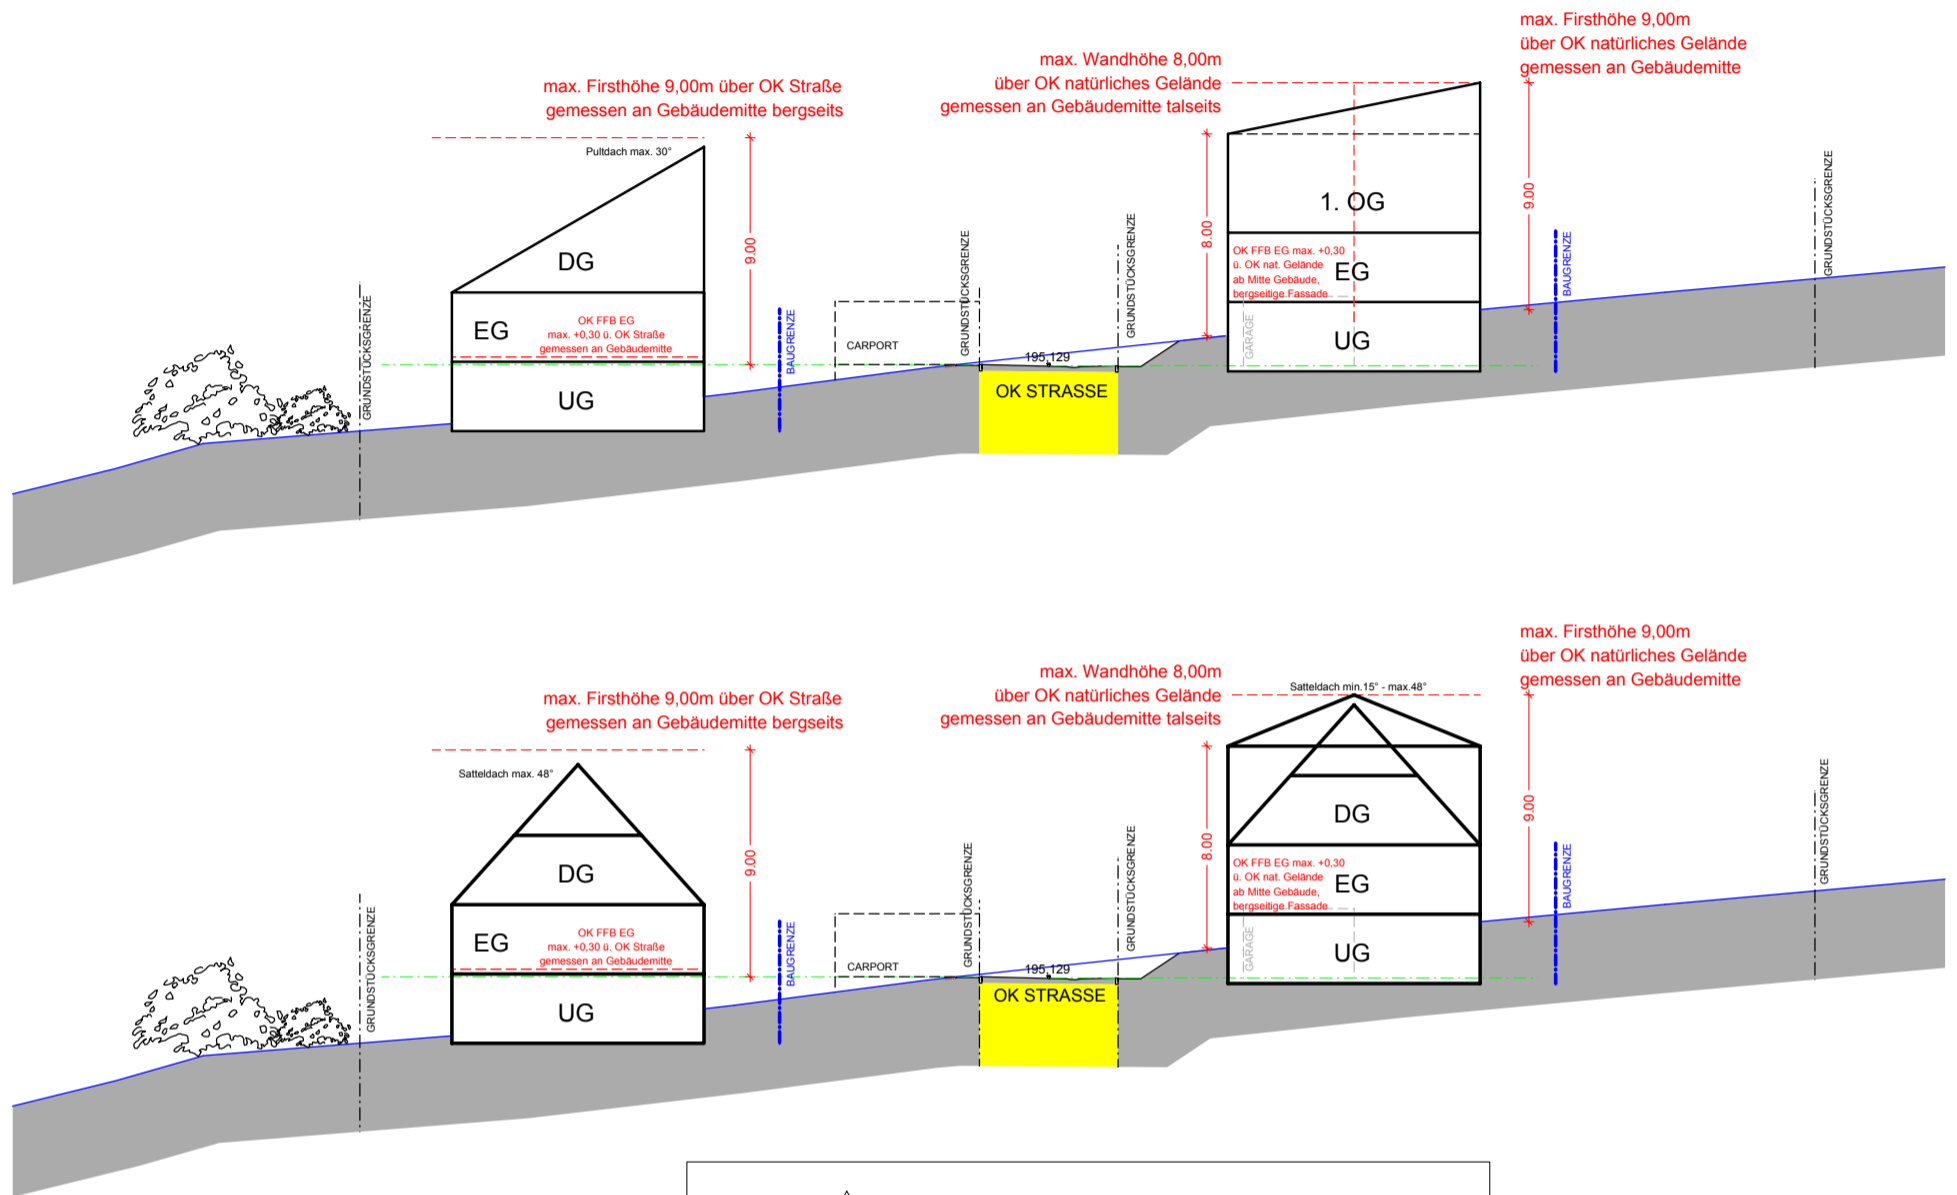 max. Firsthöhe 9,00m
über OK natürliches Gelände
gemessen an Gebäudemitte
max. Wandhöhe 8,00m
über OK natürliches Gelände
gemessen an Gebäudemitte talseits
max. Firsthöhe 9,00m über OK Straße
gemessen an Gebäudemitte bergseits
Pultdach max. 30°
DG
EG
OK FFB EG
max. +0,30 ü. OK Straße
gemessen an Gebäudemitte
UG
GRUNDSTÜCKSGRENZE
9.00
BAUGRENZE
CARPORT
GRUNDSTÜCKSGRENZE
195,129
OK STRASSE
GRUNDSTÜCKSGRENZE
8.00
1. OG
OK FFB EG max. +0,30
ü. OK nat. Gelände
ab Mitte Gebäude,
bergseitige Fassade
EG
GARAGE
UG
9.00
BAUGRENZE
GRUNDSTÜCKSGRENZE
max. Firsthöhe 9,00m
über OK natürliches Gelände
gemessen an Gebäudemitte
max. Wandhöhe 8,00m
über OK natürliches Gelände
gemessen an Gebäudemitte talseits
max. Firsthöhe 9,00m über OK Straße
gemessen an Gebäudemitte bergseits
Satteldach max. 48°
DG
EG
OK FFB EG
max. +0,30 ü. OK Straße
gemessen an Gebäudemitte
UG
GRUNDSTÜCKSGRENZE
9.00
BAUGRENZE
CARPORT
GRUNDSTÜCKSGRENZE
195,129
OK STRASSE
GRUNDSTÜCKSGRENZE
8.00
Satteldach min.15° - max.48°
DG
OK FFB EG max. +0,30
ü. OK nat. Gelände
ab Mitte Gebäude,
bergseitige Fassade
EG
GARAGE
UG
9.00
BAUGRENZE
GRUNDSTÜCKSGRENZE